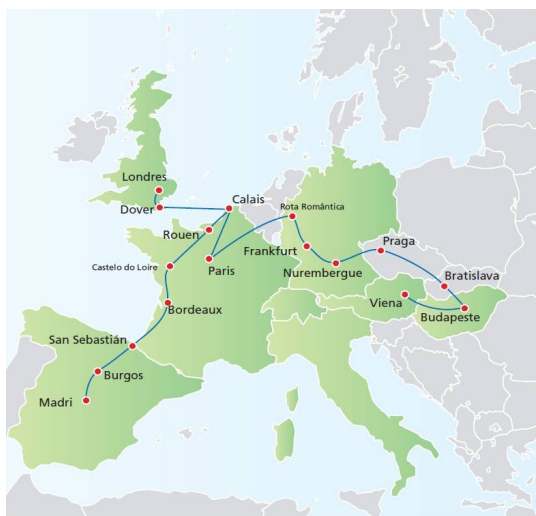 Londres
Dover
Calais
Rota Romântica
Rouen
Praga
Frankfurt
Castelo do Loire
Paris
Nurembergue
Bratislava
Viena
Bordeaux
Budapeste
San Sebastián
Burgos
Madri